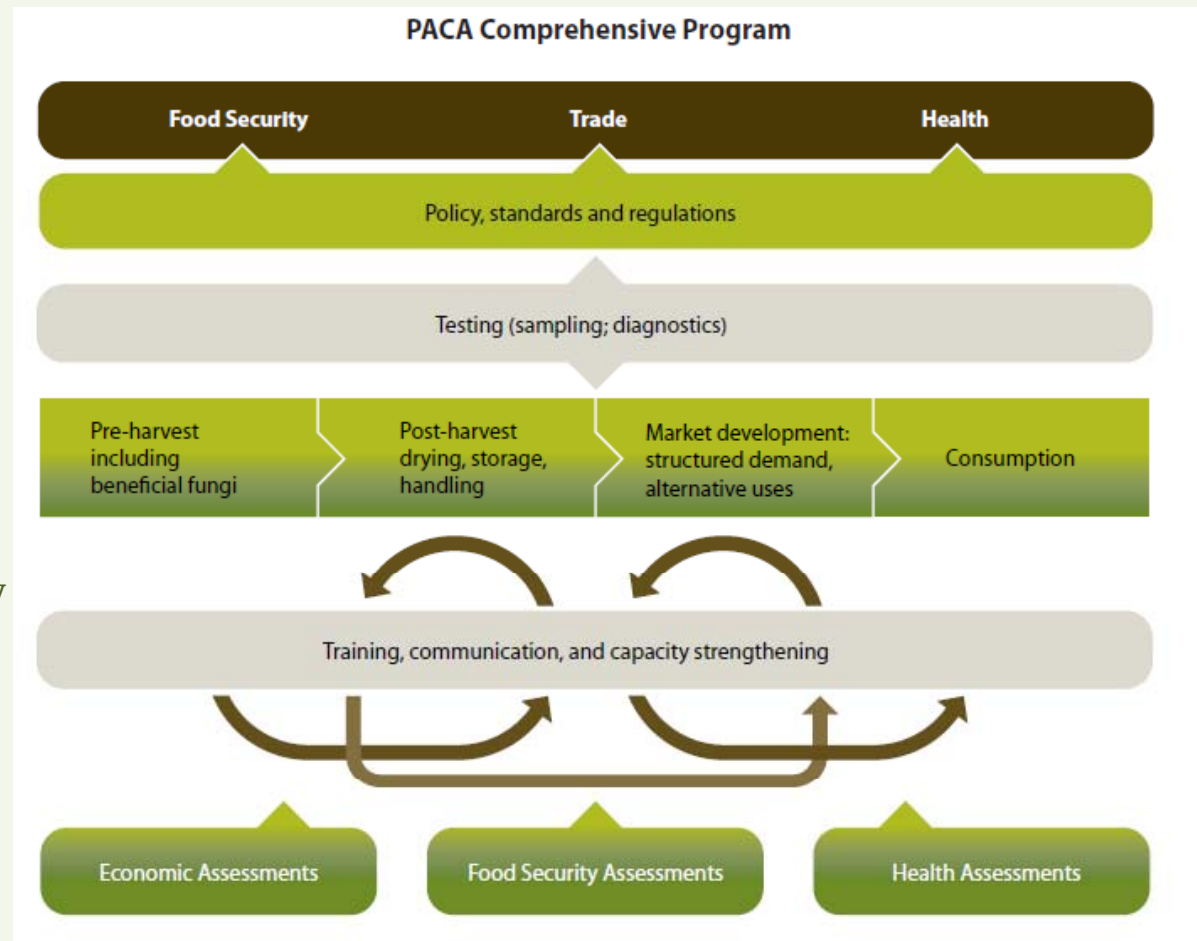 PACA Comprehensive Program
Food Security
Trade
Health
Policy, standards and regulations
Testing (sampling; diagnostics)
Pre-harvest
including
beneficial fungi
Post-harvest
drying, storage,
handling
Market development:
structured demand,
alternative uses
Consumption
Training, communication, and capacity strengthening
Economic Assessments
Food Security Assessments
Health Assessments